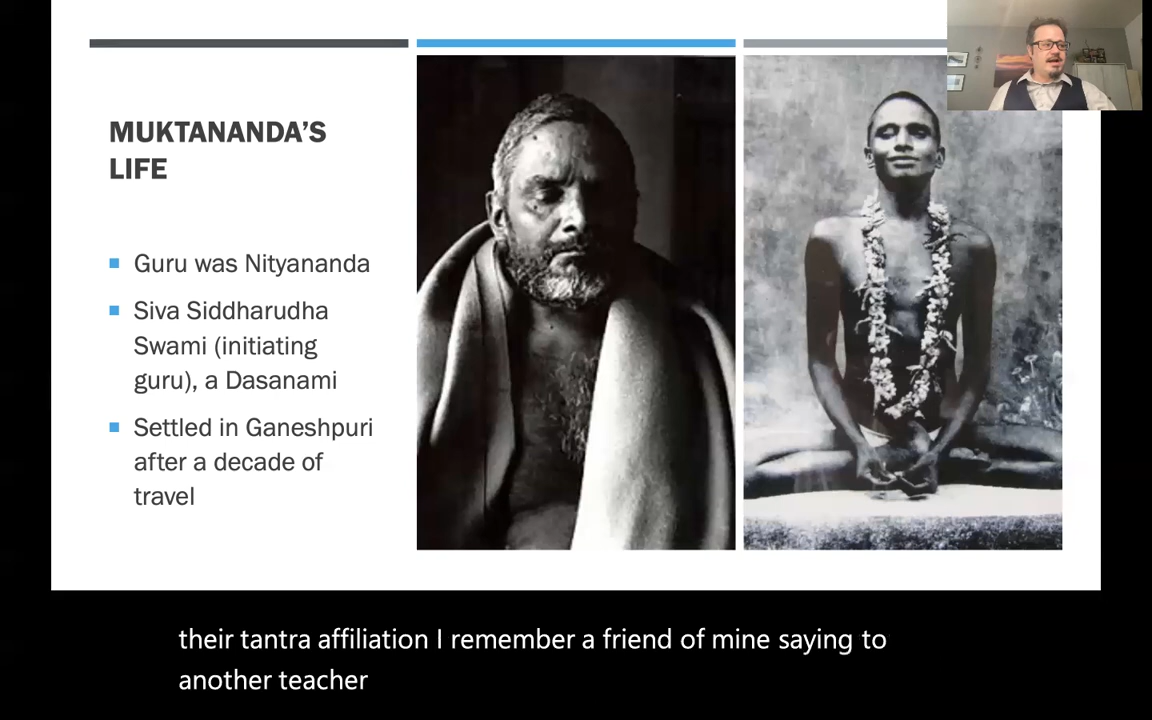 MUKTANANDA’S
LIFE
Guru was Nityananda
Siva Siddharudha
Swami (initiating
guru), a Dasanami
Settled in Ganeshpuri
after a decade of
travel
their tantra affiliation I remember a friend of mine saying to
another teacher